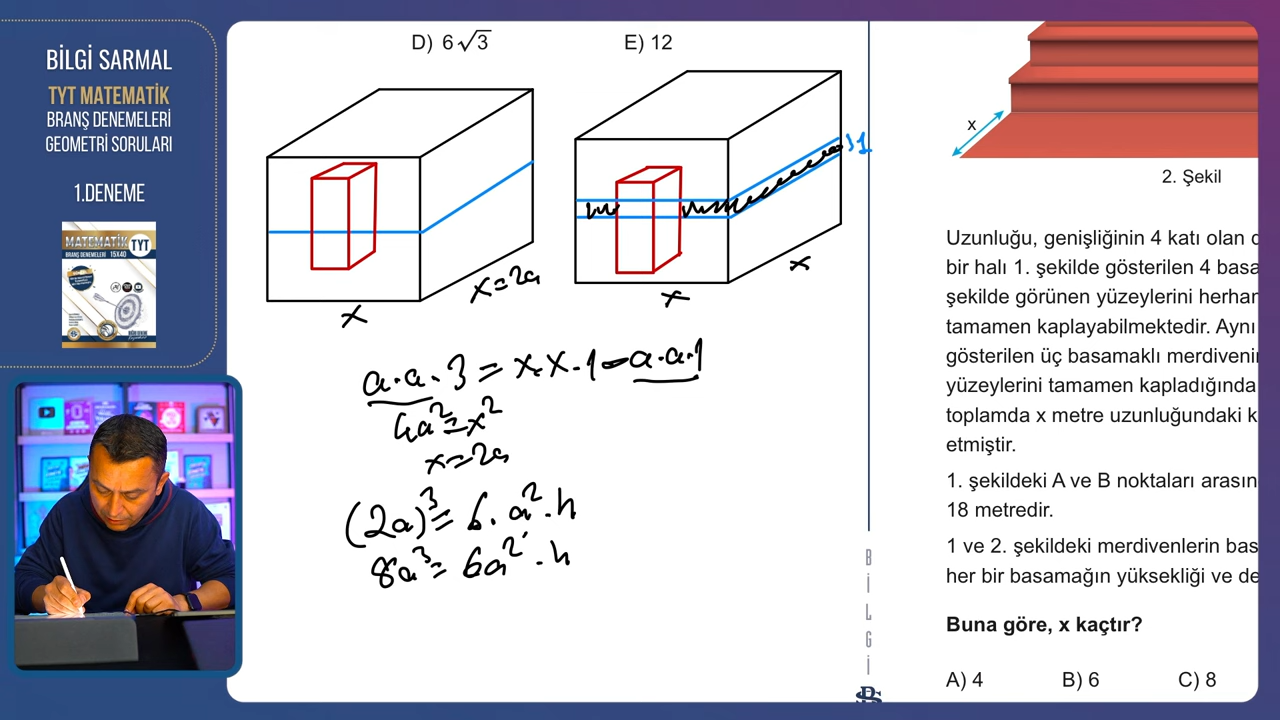 BİLGİ SARMAL
TYT MATEMATİK
BRANŞ DENEMELERİ
GEOMETRİ SORULARI
1.DENEME
MATEMATİK TYT
BRANŞ DENEMELERİ 15X40
D) 6√3
E) 12
1
x
x=2a
x
x
a.a.3 = x.x.1 - a.a.1
4a² = x²
x=2a
(2a)³ = 6.a².h
8a³ = 6a².h
BİLGİ
x
2. Şekil
Uzunluğu, genişliğinin 4 katı olan d
bir halı 1. şekilde gösterilen 4 basa
şekilde görünen yüzeylerini herhan
tamamen kaplayabilmektedir. Aynı
gösterilen üç basamaklı merdivenin
yüzeylerini tamamen kapladığında
toplamda x metre uzunluğundaki k
etmiştir.
1. şekildeki A ve B noktaları arasın
18 metredir.
1 ve 2. şekildeki merdivenlerin bas
her bir basamağın yüksekliği ve de
Buna göre, x kaçtır?
A) 4
B) 6
C) 8